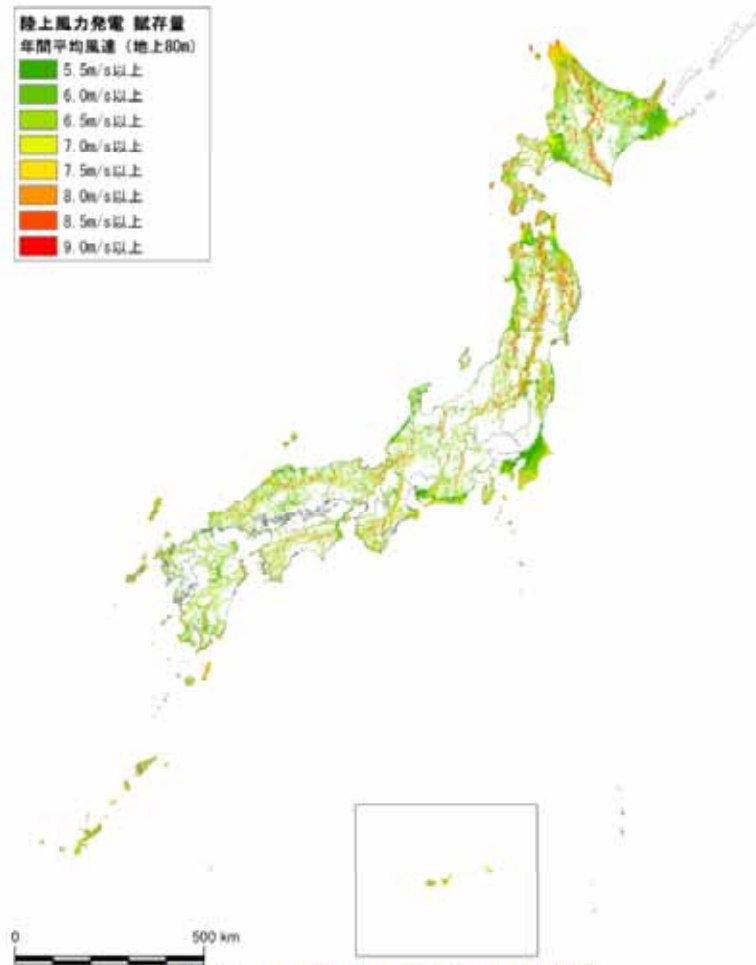 陸上風力発電 賦存量
年間平均風速（地上80m）
5.5m/s以上
6.0m/s以上
6.5m/s以上
7.0m/s以上
7.5m/s以上
8.0m/s以上
8.5m/s以上
9.0m/s以上
0 500 km